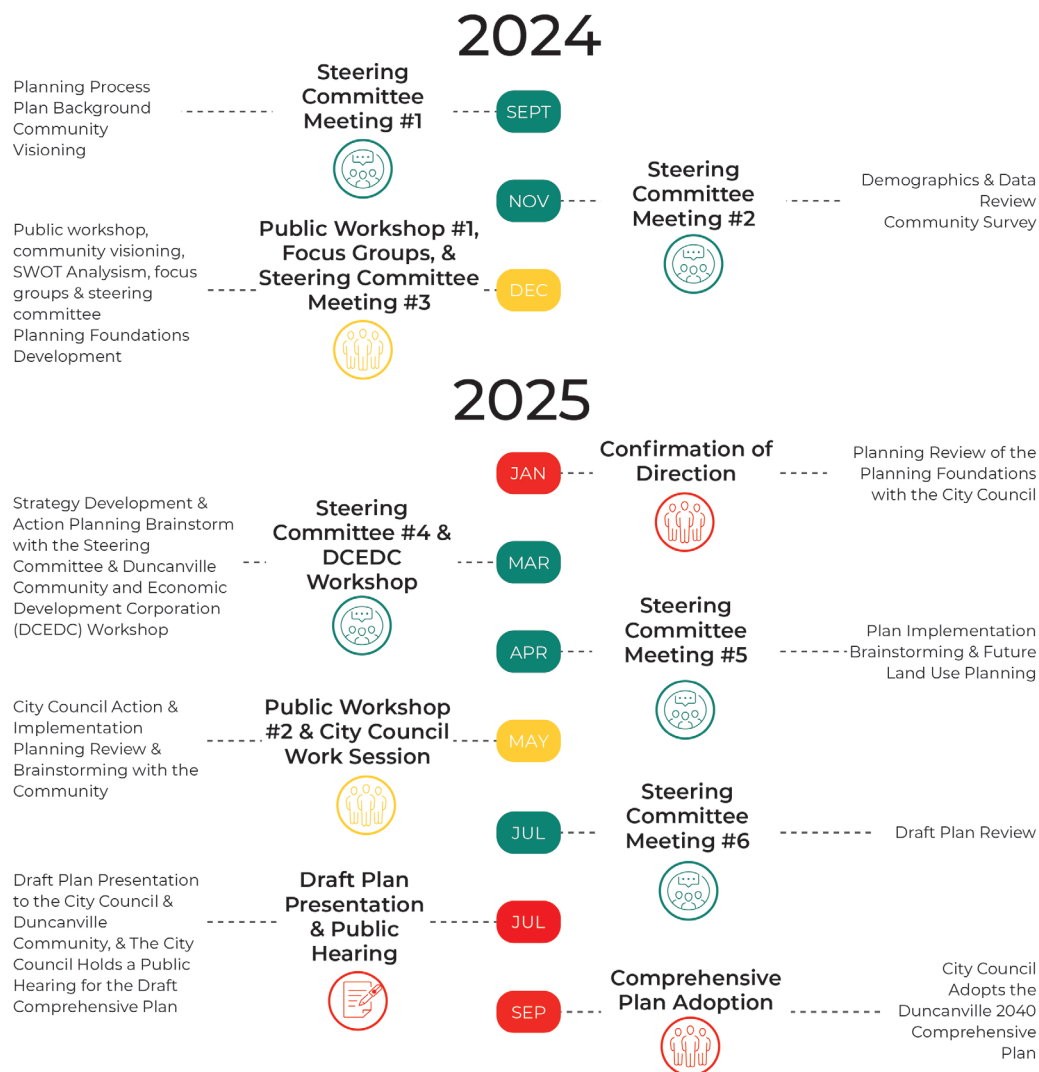 2024
Planning Process
Plan Background
Community
Visioning
Steering
Committee
Meeting #1
SEPT
NOV
Steering
Committee
Meeting #2
Demographics & Data
Review
Community Survey
Public workshop,
community visioning,
SWOT Analysism, focus
groups & steering
committee
Planning Foundations
Development
Public Workshop #1,
Focus Groups, &
Steering Committee
Meeting #3
DEC
2025
JAN
Confirmation of
Direction
Planning Review of the
Planning Foundations
with the City Council
Strategy Development &
Action Planning Brainstorm
with the Steering
Committee & Duncanville
Community and Economic
Development Corporation
(DCEDC) Workshop
Steering
Committee #4 &
DCEDC
Workshop
MAR
APR
Steering
Committee
Meeting #5
Plan Implementation
Brainstorming & Future
Land Use Planning
City Council Action &
Implementation
Planning Review &
Brainstorming with the
Community
Public Workshop
#2 & City Council
Work Session
MAY
JUL
Steering
Committee
Meeting #6
Draft Plan Review
Draft Plan Presentation
to the City Council &
Duncanville
Community, & The City
Council Holds a Public
Hearing for the Draft
Comprehensive Plan
Draft Plan
Presentation
& Public
Hearing
JUL
SEP
Comprehensive
Plan Adoption
City Council
Adopts the
Duncanville 2040
Comprehensive
Plan